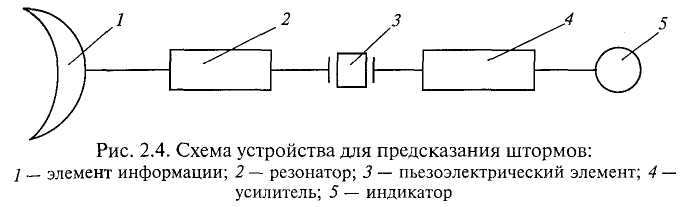 1 2 3 4 5
Рис. 2.4. Схема устройства для предсказания штормов:
1 — элемент информации; 2 — резонатор; 3 — пьезоэлектрический элемент; 4 —
усилитель; 5 — индикатор